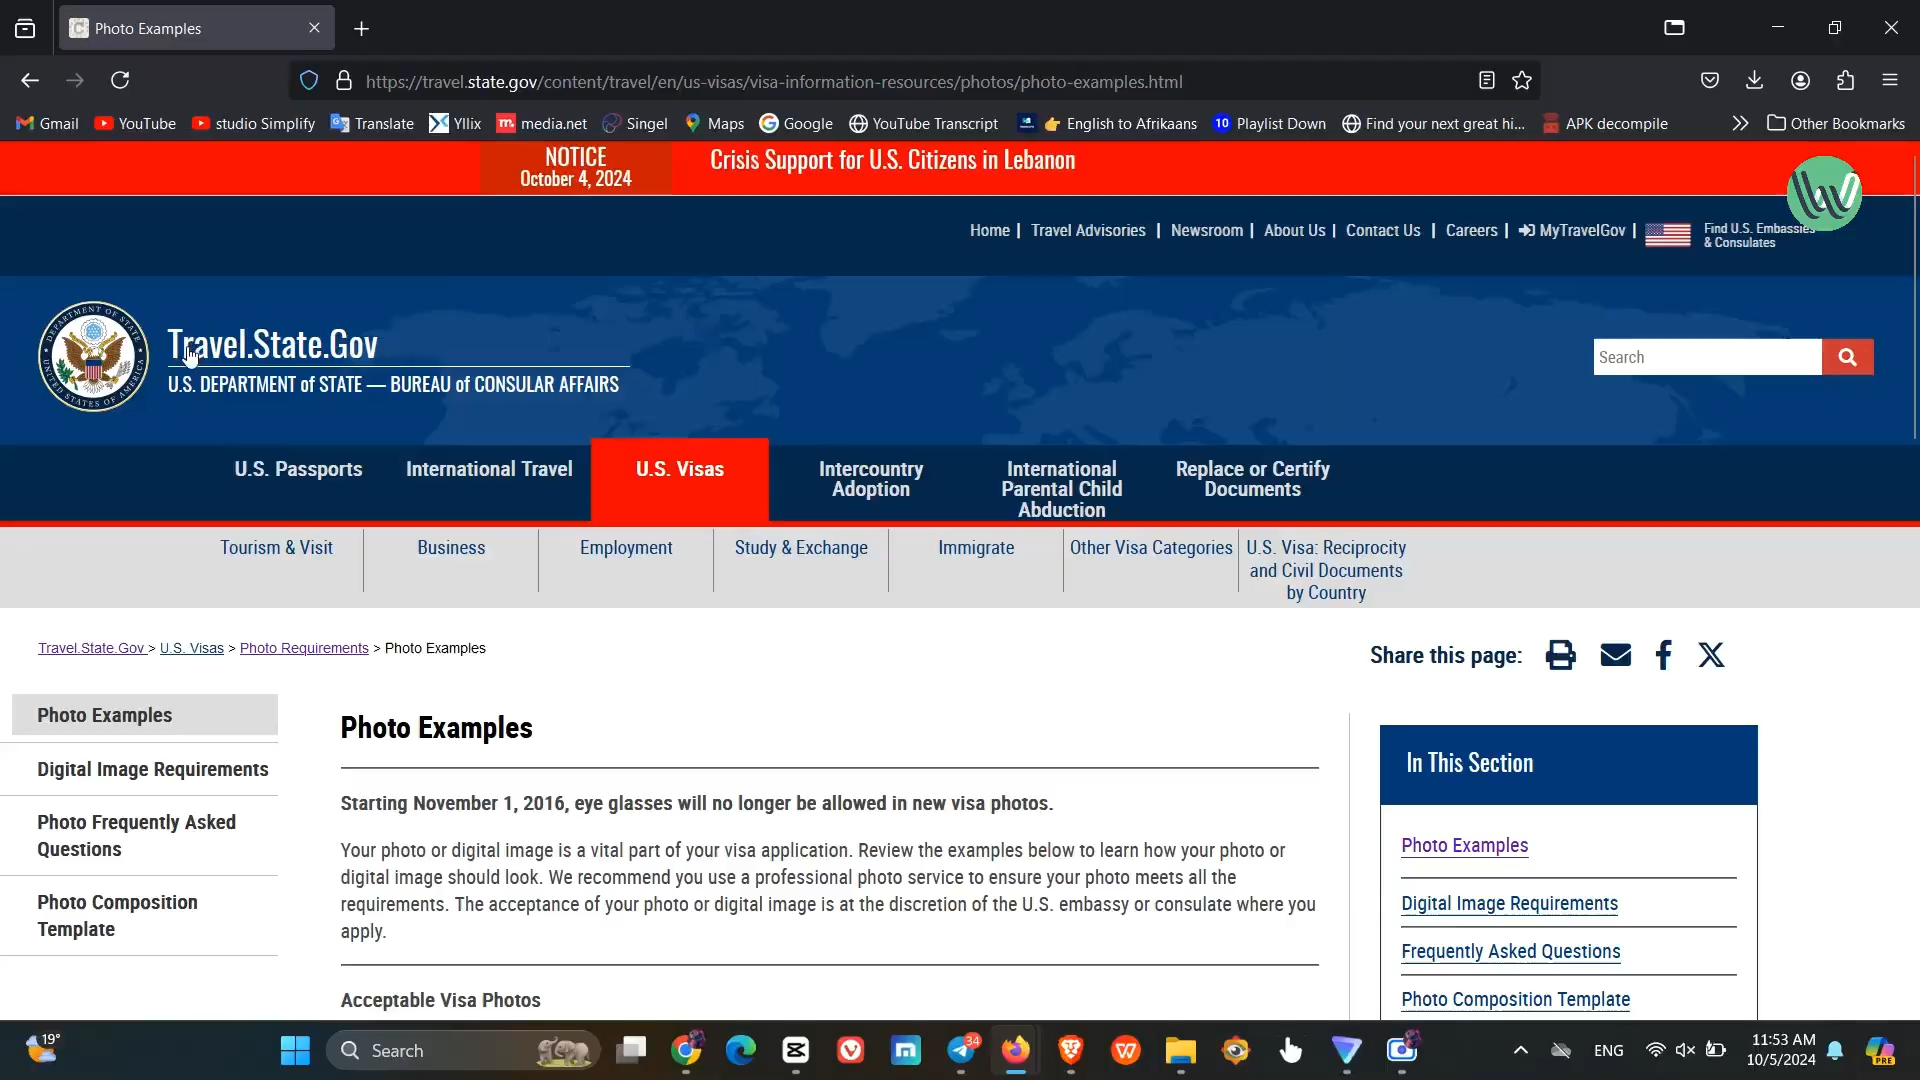 Photo Examples
https://travel.state.gov/content/travel/en/us-visas/visa-information-resources/photos/photo-examples.html
Gmail YouTube studio Simplify Translate Yllix media.net Singel Maps Google YouTube Transcript 👉 English to Afrikaans 10 Playlist Down Find your next great hi... APK decompile Other Bookmarks
NOTICE
October 4, 2024
Crisis Support for U.S. Citizens in Lebanon
Home | Travel Advisories | Newsroom | About Us | Contact Us | Careers | MyTravelGov | Find U.S. Embassies
& Consulates
Travel.State.Gov
U.S. DEPARTMENT of STATE — BUREAU of CONSULAR AFFAIRS
DEPARTMENT OF STATE
UNITED STATES OF AMERICA
Search
U.S. Passports
International Travel
U.S. Visas
Intercountry
Adoption
International
Parental Child
Abduction
Replace or Certify
Documents
Tourism & Visit
Business
Employment
Study & Exchange
Immigrate
Other Visa Categories
U.S. Visa: Reciprocity
and Civil Documents
by Country
Travel.State.Gov > U.S. Visas > Photo Requirements > Photo Examples
Share this page:
Photo Examples
Digital Image Requirements
Photo Frequently Asked
Questions
Photo Composition
Template
Photo Examples
Starting November 1, 2016, eye glasses will no longer be allowed in new visa photos.
Your photo or digital image is a vital part of your visa application. Review the examples below to learn how your photo or
digital image should look. We recommend you use a professional photo service to ensure your photo meets all the
requirements. The acceptance of your photo or digital image is at the discretion of the U.S. embassy or consulate where you
apply.
Acceptable Visa Photos
In This Section
Photo Examples
Digital Image Requirements
Frequently Asked Questions
Photo Composition Template
19°
Search
34
ENG
11:53 AM
10/5/2024
PRE